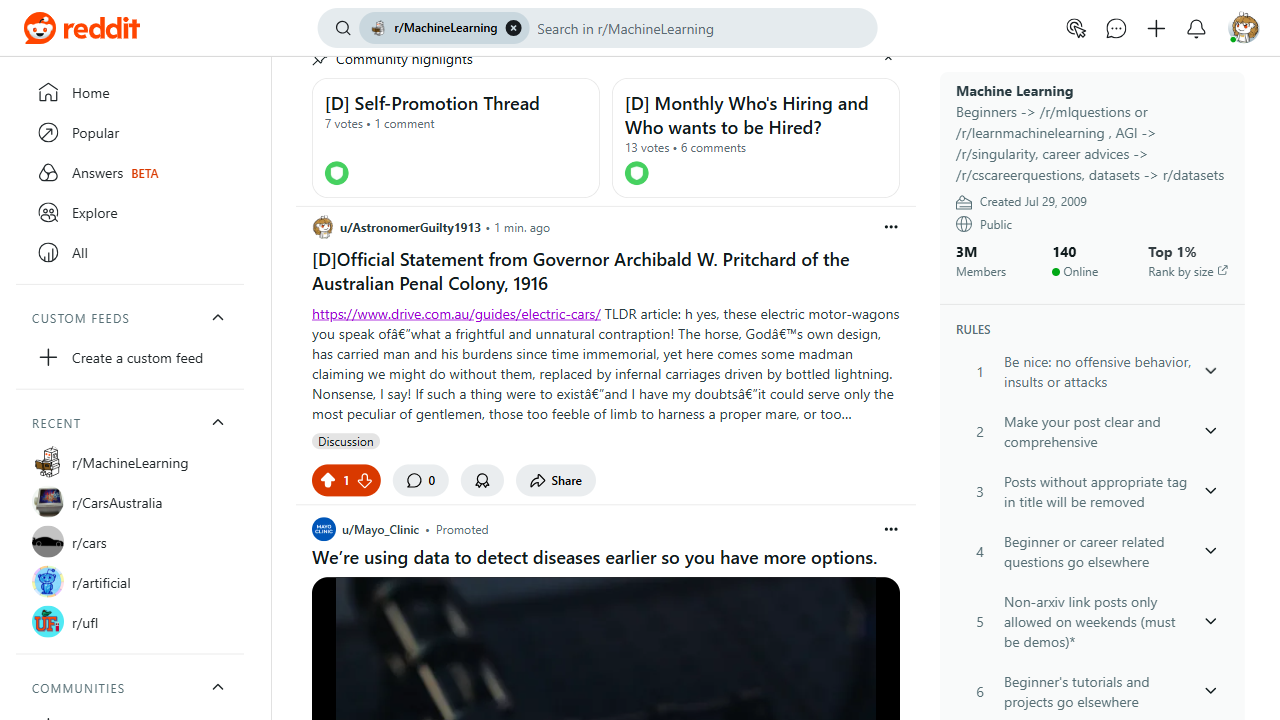 reddit
r/MachineLearning
Search in r/MachineLearning
Home
Popular
Answers BETA
Explore
All
CUSTOM FEEDS
Create a custom feed
RECENT
r/MachineLearning
r/CarsAustralia
r/cars
r/artificial
r/ufl
COMMUNITIES
Community highlights
[D] Self-Promotion Thread
7 votes • 1 comment
[D] Monthly Who's Hiring and
Who wants to be Hired?
13 votes • 6 comments
u/AstronomerGuilty1913 • 1 min. ago
[D]Official Statement from Governor Archibald W. Pritchard of the
Australian Penal Colony, 1916
https://www.drive.com.au/guides/electric-cars/ TLDR article: h yes, these electric motor-wagons
you speak ofâ€”what a frightful and unnatural contraption! The horse, Godâ€™s own design,
has carried man and his burdens since time immemorial, yet here comes some madman
claiming we might do without them, replaced by infernal carriages driven by bottled lightning.
Nonsense, I say! If such a thing were to existâ€”and I have my doubtsâ€”it could serve only the
most peculiar of gentlemen, those too feeble of limb to harness a proper mare, or too...
Discussion
1
0
Share
MAYO
CLINIC
u/Mayo_Clinic • Promoted
We’re using data to detect diseases earlier so you have more options.
Machine Learning
Beginners -> /r/mlquestions or
/r/learnmachinelearning , AGI ->
/r/singularity, career advices ->
/r/cscareerquestions, datasets -> r/datasets
Created Jul 29, 2009
Public
3M
Members
140
Online
Top 1%
Rank by size
RULES
1 Be nice: no offensive behavior,
insults or attacks
2 Make your post clear and
comprehensive
3 Posts without appropriate tag
in title will be removed
4 Beginner or career related
questions go elsewhere
5 Non-arxiv link posts only
allowed on weekends (must
be demos)*
6 Beginner's tutorials and
projects go elsewhere